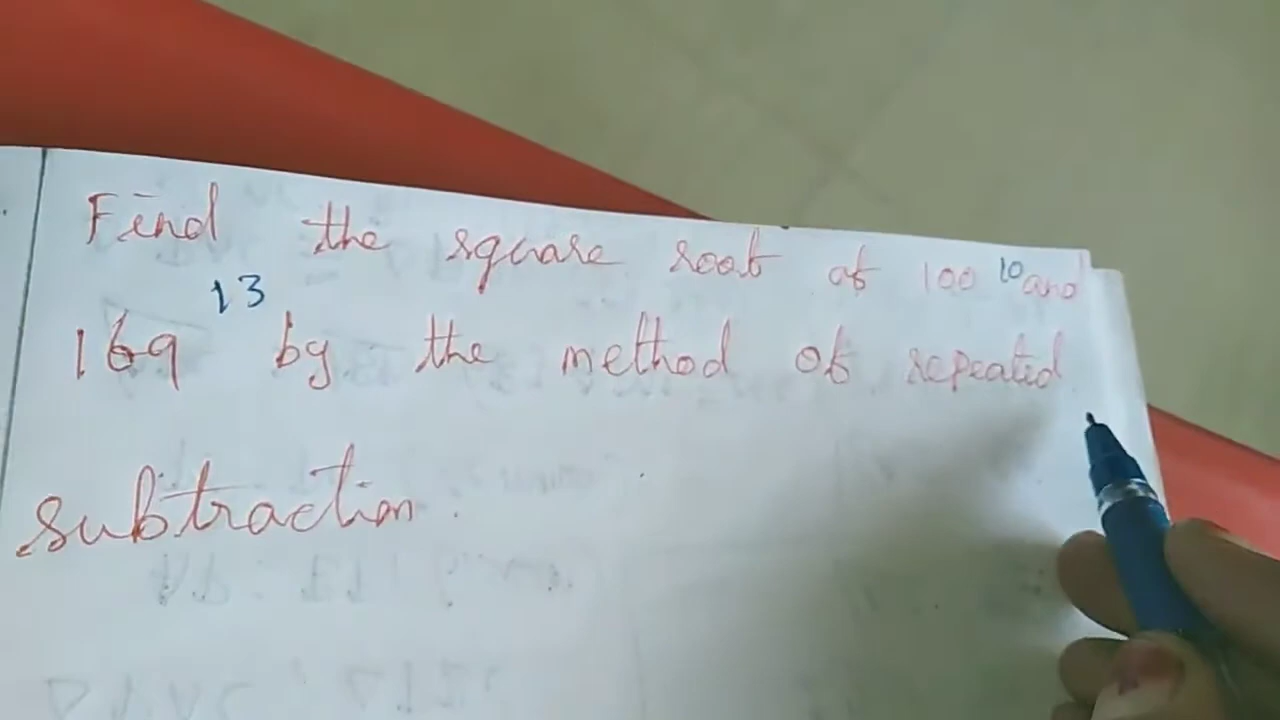 Find the square root of 100 10 and
169 13 by the method of repeated
subtraction.